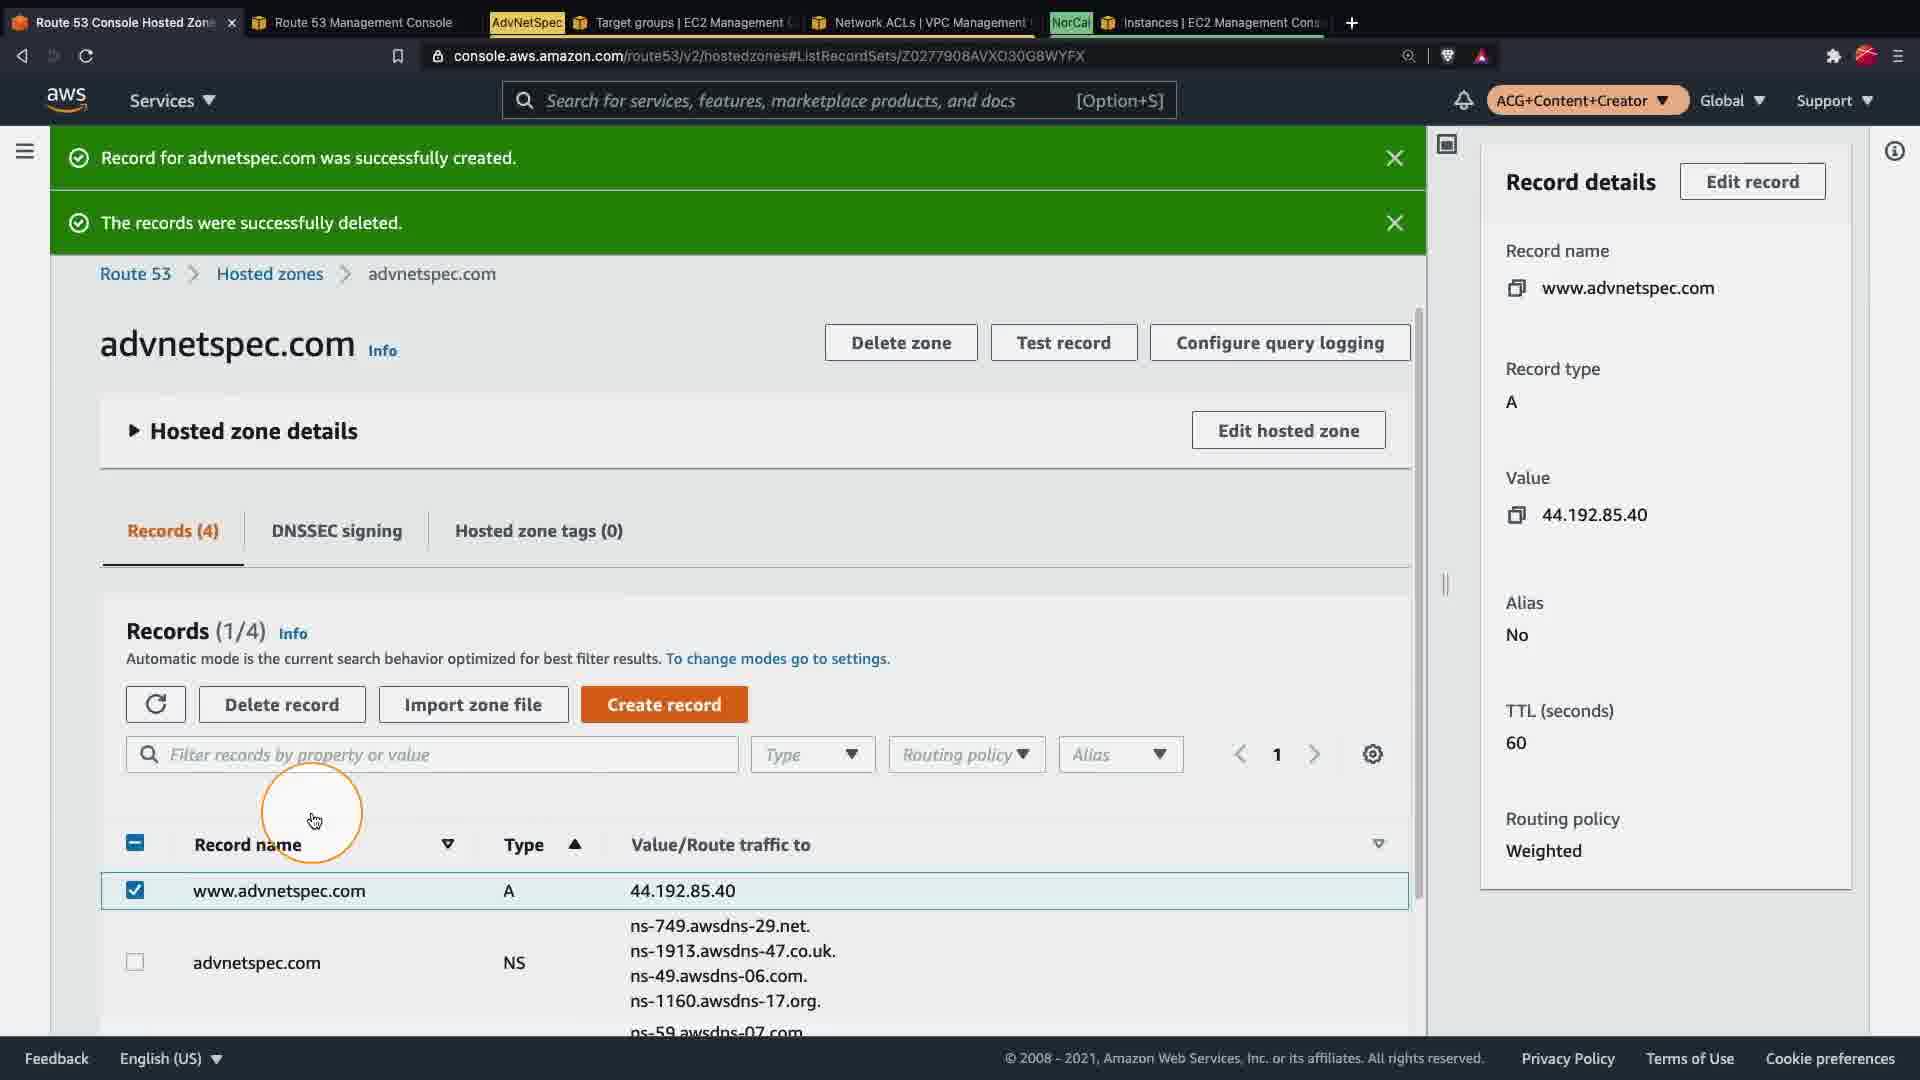 Route 53 Console Hosted Zone
Route 53 Management Console
AdvNetSpec
Target groups | EC2 Management
Network ACLs | VPC Management
NorCal
Instances | EC2 Management Cons
console.aws.amazon.com/route53/v2/hostedzones#ListRecordSets/Z0277908AVXO30G8WYFX
aws
Services
Search for services, features, marketplace products, and docs [Option+S]
ACG+Content+Creator
Global
Support
Record for advnetspec.com was successfully created.
The records were successfully deleted.
Route 53 Hosted zones advnetspec.com
advnetspec.com Info
Delete zone
Test record
Configure query logging
Hosted zone details
Edit hosted zone
Records (4)
DNSSEC signing
Hosted zone tags (0)
Records (1/4) Info
Automatic mode is the current search behavior optimized for best filter results. To change modes go to settings.
Delete record
Import zone file
Create record
Filter records by property or value
Type
Routing policy
Alias
1
Record name Type Value/Route traffic to
www.advnetspec.com A 44.192.85.40
advnetspec.com NS
ns-749.awsdns-29.net.
ns-1913.awsdns-47.co.uk.
ns-49.awsdns-06.com.
ns-1160.awsdns-17.org.
ns-59.awsdns-07.com
Record details
Edit record
Record name
www.advnetspec.com
Record type
A
Value
44.192.85.40
Alias
No
TTL (seconds)
60
Routing policy
Weighted
Feedback
English (US)
© 2008 - 2021, Amazon Web Services, Inc. or its affiliates. All rights reserved.
Privacy Policy
Terms of Use
Cookie preferences